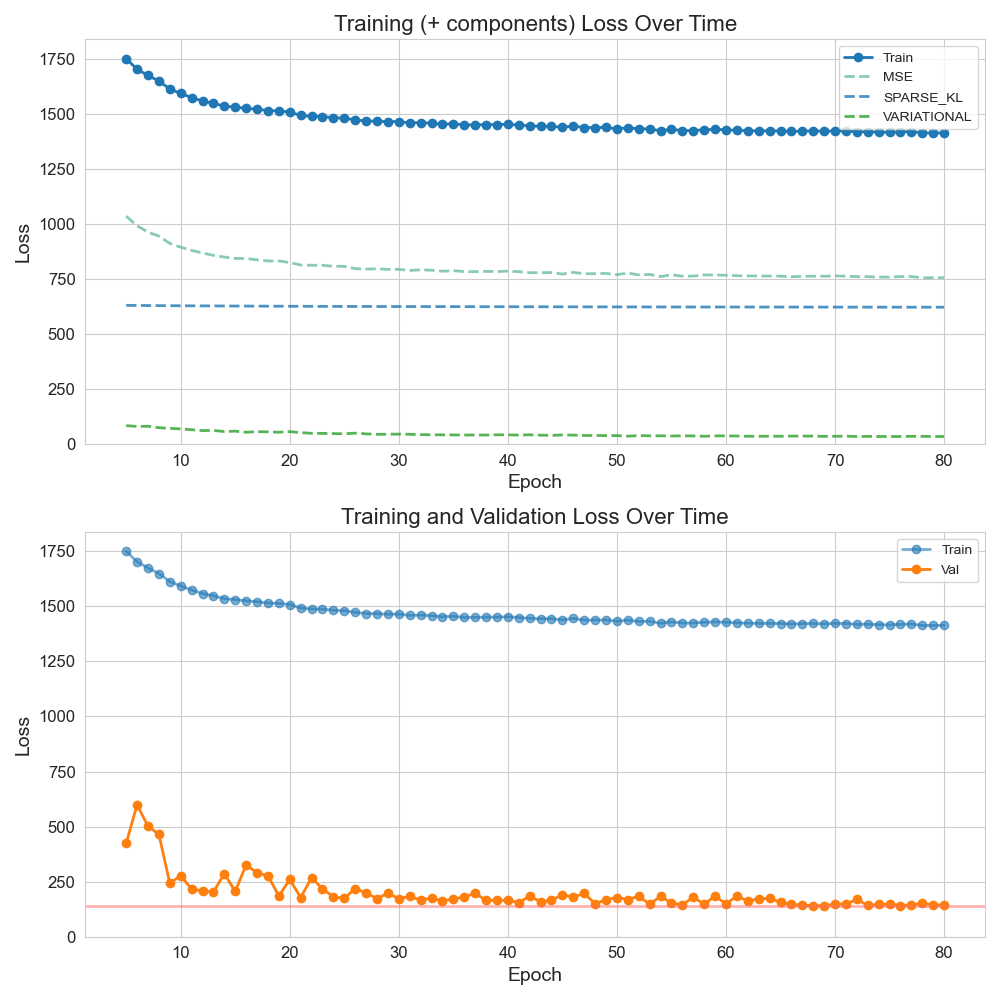 Training (+ components) Loss Over Time
1750
1500
1250
1000
750
500
250
0
Loss
Train
MSE
SPARSE_KL
VARIATIONAL
10 20 30 40 50 60 70 80
Epoch
Training and Validation Loss Over Time
1750
1500
1250
1000
750
500
250
0
Loss
Train
Val
10 20 30 40 50 60 70 80
Epoch